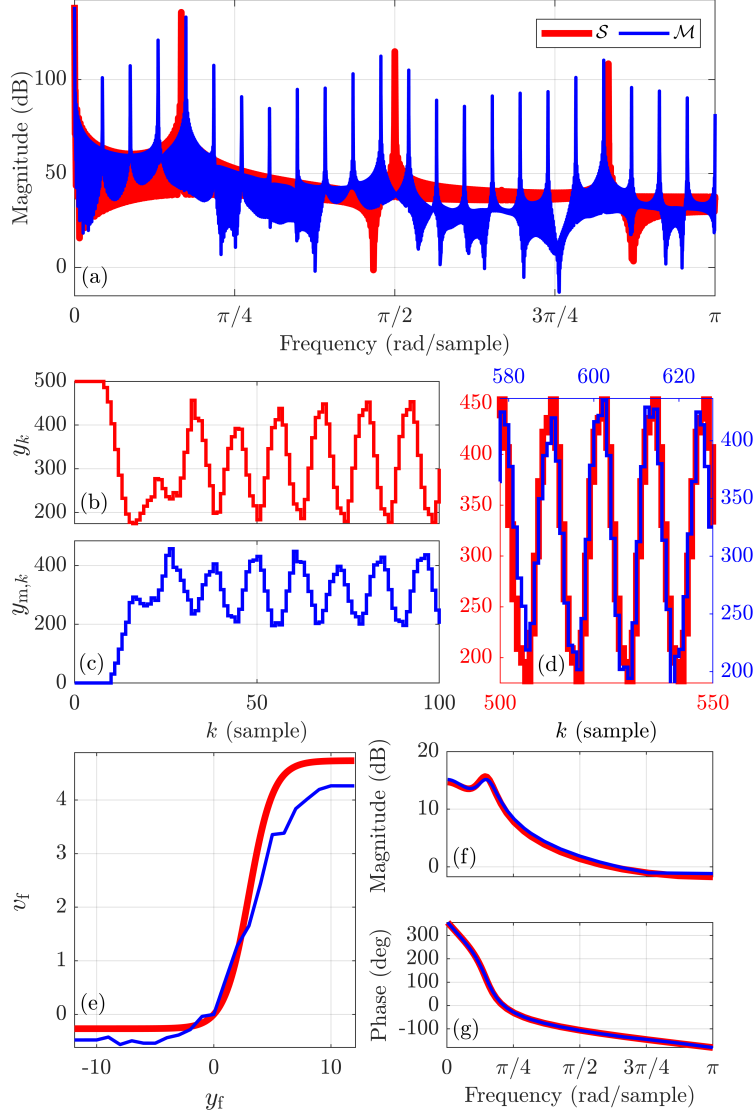 S M
Magnitude (dB)
100
50
0
(a)
0 π/4 π/2 3π/4 π
Frequency (rad/sample)
y_k
500
400
300
200
(b)
y_m,k
400
200
0
(c)
0 50 100
k (sample)
580 600 620
450
400
350
300
250
200
400
350
300
250
200
(d)
500 550
k (sample)
v_f
4
3
2
1
0
(e)
-10 0 10
y_f
Magnitude (dB)
20
10
0
(f)
Phase (deg)
300
200
100
0
-100
(g)
0 π/4 π/2 3π/4 π
Frequency (rad/sample)